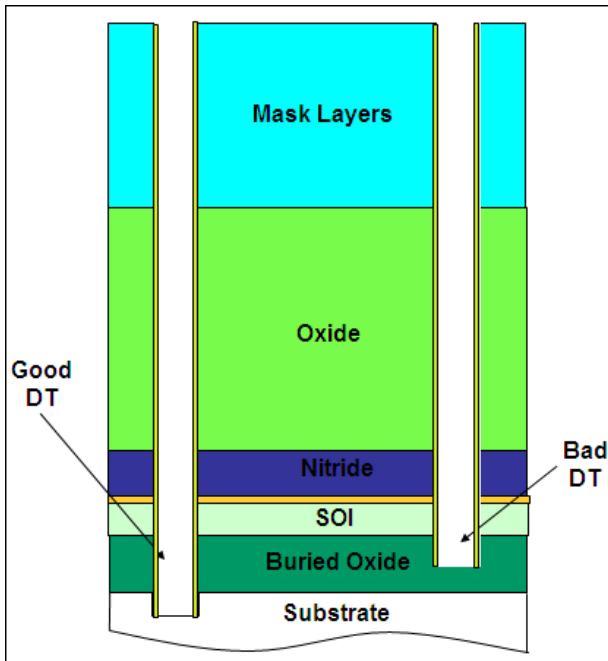 Mask Layers
Oxide
Good
DT
Bad
DT
Nitride
SOI
Buried Oxide
Substrate